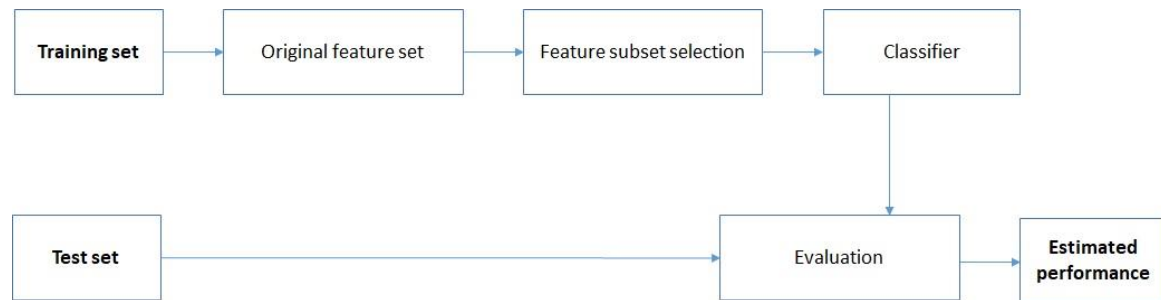 Training set
Original feature set
Feature subset selection
Classifier
Test set
Evaluation
Estimated
performance